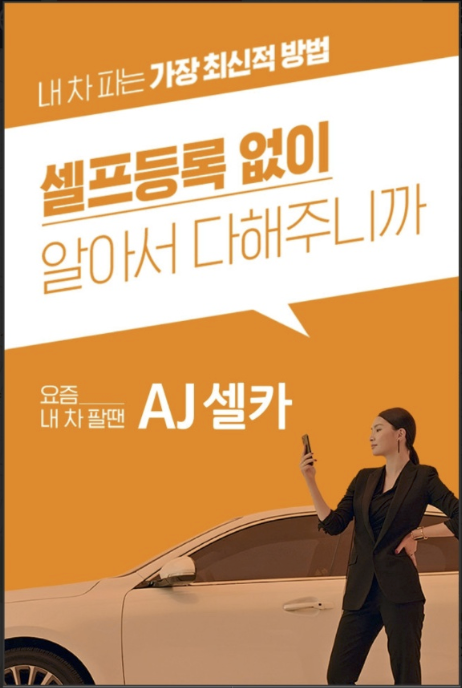 내 차 파는 가장 최신적 방법
셀프등록 없이
알아서 다해주니까
요즘
내 차 팔땐 AJ 셀카